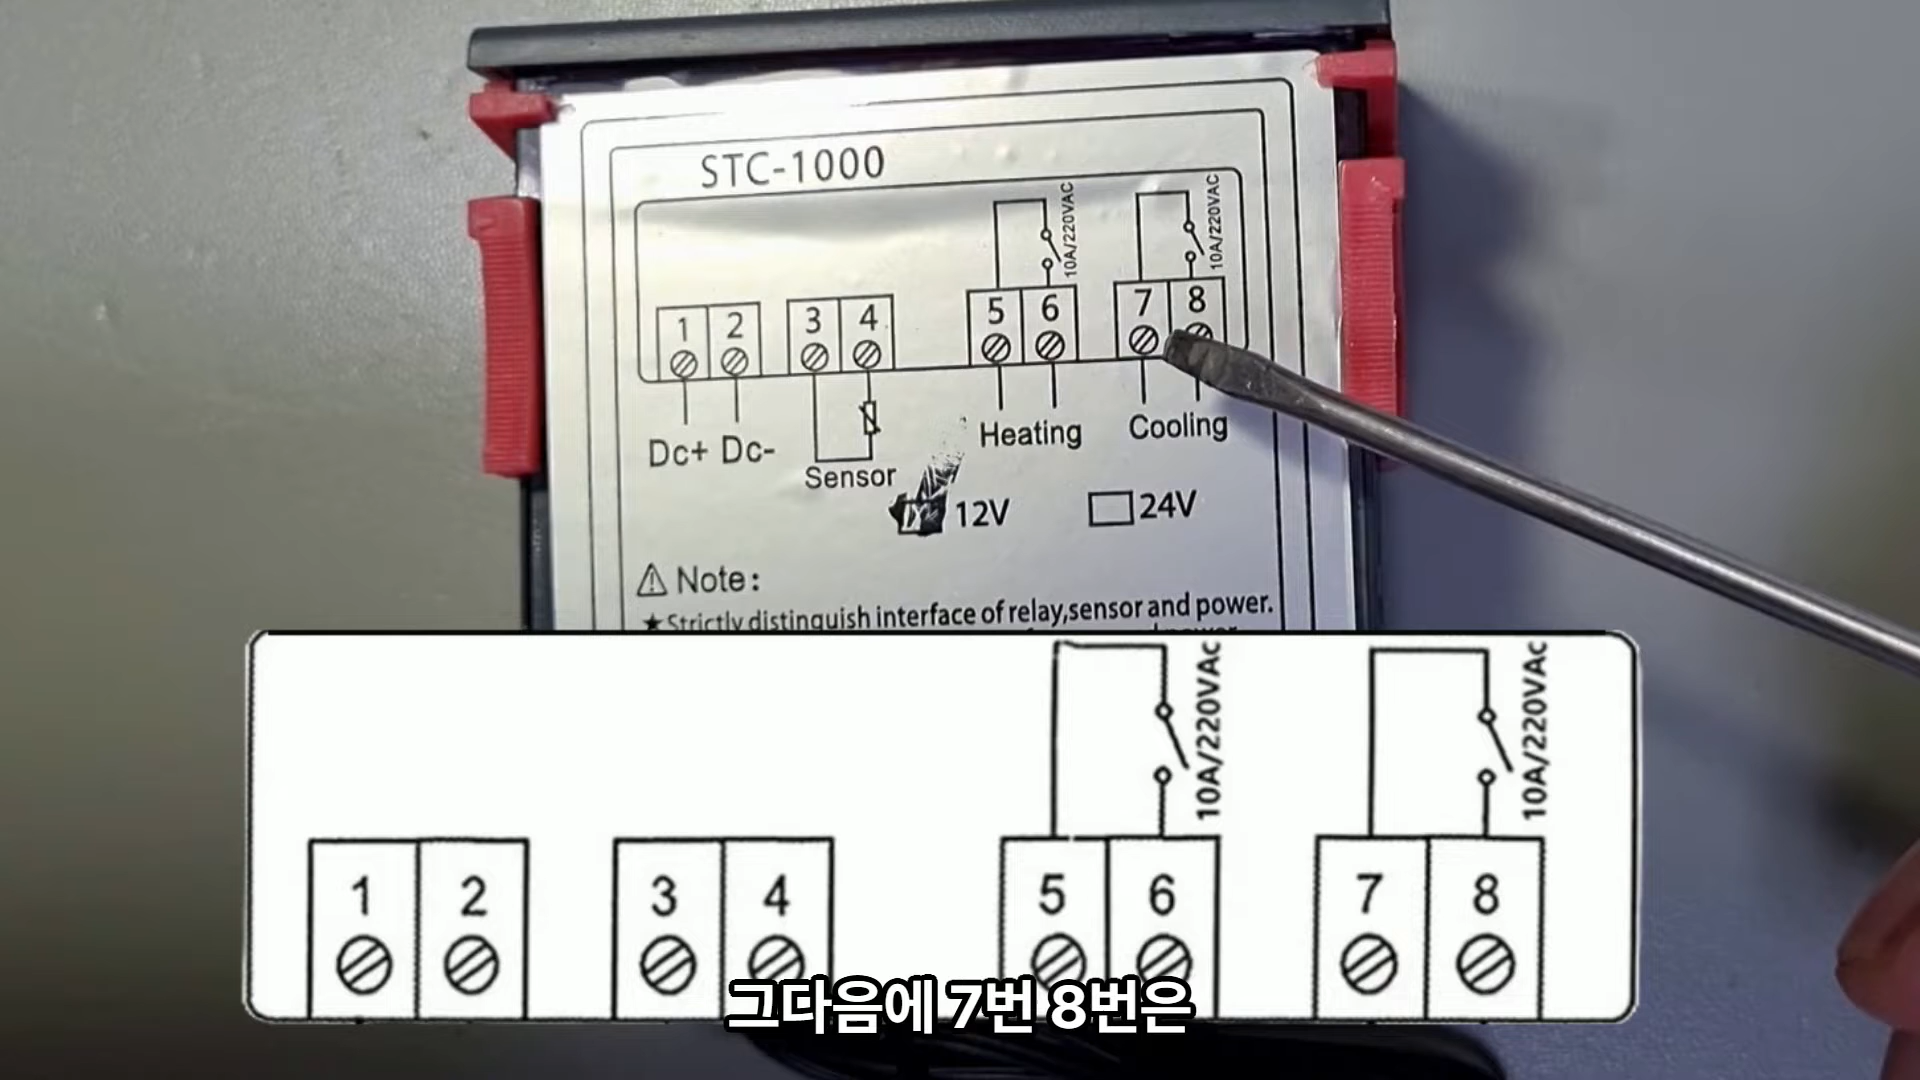 STC-1000
10A/220VAC
10A/220VAC
1 2 3 4 5 6 7 8
Dc+ Dc- Sensor Heating Cooling
12V 24V
Note:
★Strictly distinguish interface of relay,sensor and power.
10A/220VAc
10A/220VAc
1 2 3 4 5 6 7 8
그다음에 7번 8번은